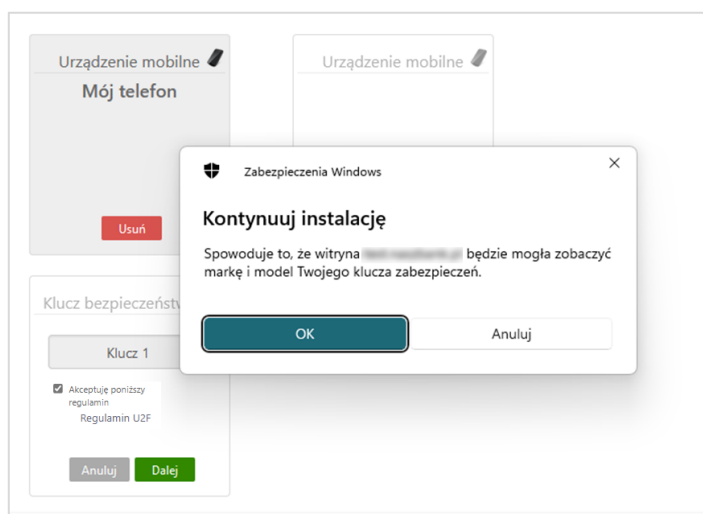 Urządzenie mobilne
Mój telefon
Usuń
Urządzenie mobilne
Zabezpieczenia Windows
Kontynuuj instalację
Spowoduje to, że witryna będzie mogła zobaczyć
markę i model Twojego klucza zabezpieczeń.
OK
Anuluj
Klucz bezpieczeństw
Klucz 1
Akceptuję poniższy
regulamin
Regulamin U2F
Anuluj
Dalej